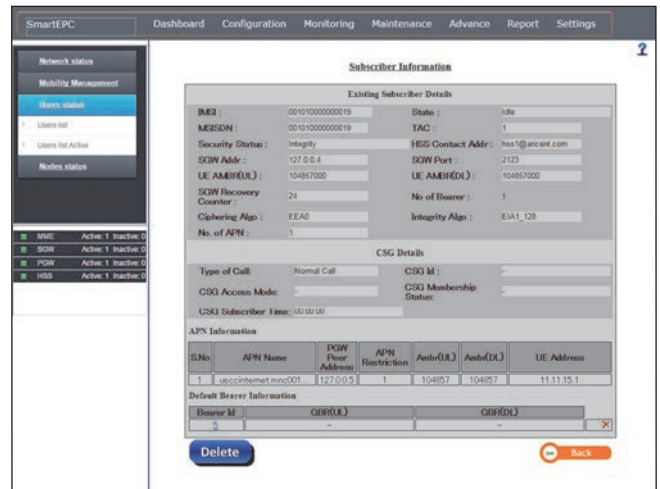 SmartEPC Dashboard Configuration Monitoring Maintenance Advance Report Settings
?
Network status
Mobility Management
Users status
Users list
Users list Active
Nodes status
MME Active: 1 Inactive: 0
SGW Active: 1 Inactive: 0
PGW Active: 1 Inactive: 0
HSS Active: 1 Inactive: 0
Subscriber Information
Existing Subscriber Details
IMSI : 001010000000019 State : Idle
MSISDN : 001010000000019 TAC : 1
Security Status : Integrity HSS Contact Addr : hss1@aricent.com
SGW Addr : 127.0.0.4 SGW Port : 2123
UE AMBR(UL) : 104857000 UE AMBR(DL) : 104857000
SGW Recovery Counter : 24 No of Bearer : 1
Ciphering Algo : EEA0 Integrity Algo : EIA1_128
No. of APN : 1
CSG Details
Type of Call: Normal Call CSG Id : -
CSG Access Mode: - CSG Membership Status: -
CSG Subscriber Time: 00:00:00
APN Information
S.No APN Name PGW Peer Address APN Restriction Ambr(UL) Ambr(DL) UE Address
1 usccinternet.mnc001... 127.0.0.5 1 104857 104857 11.11.15.1
Default Bearer Information
Bearer Id GBR(UL) GBR(DL)
5 - -
Delete Back